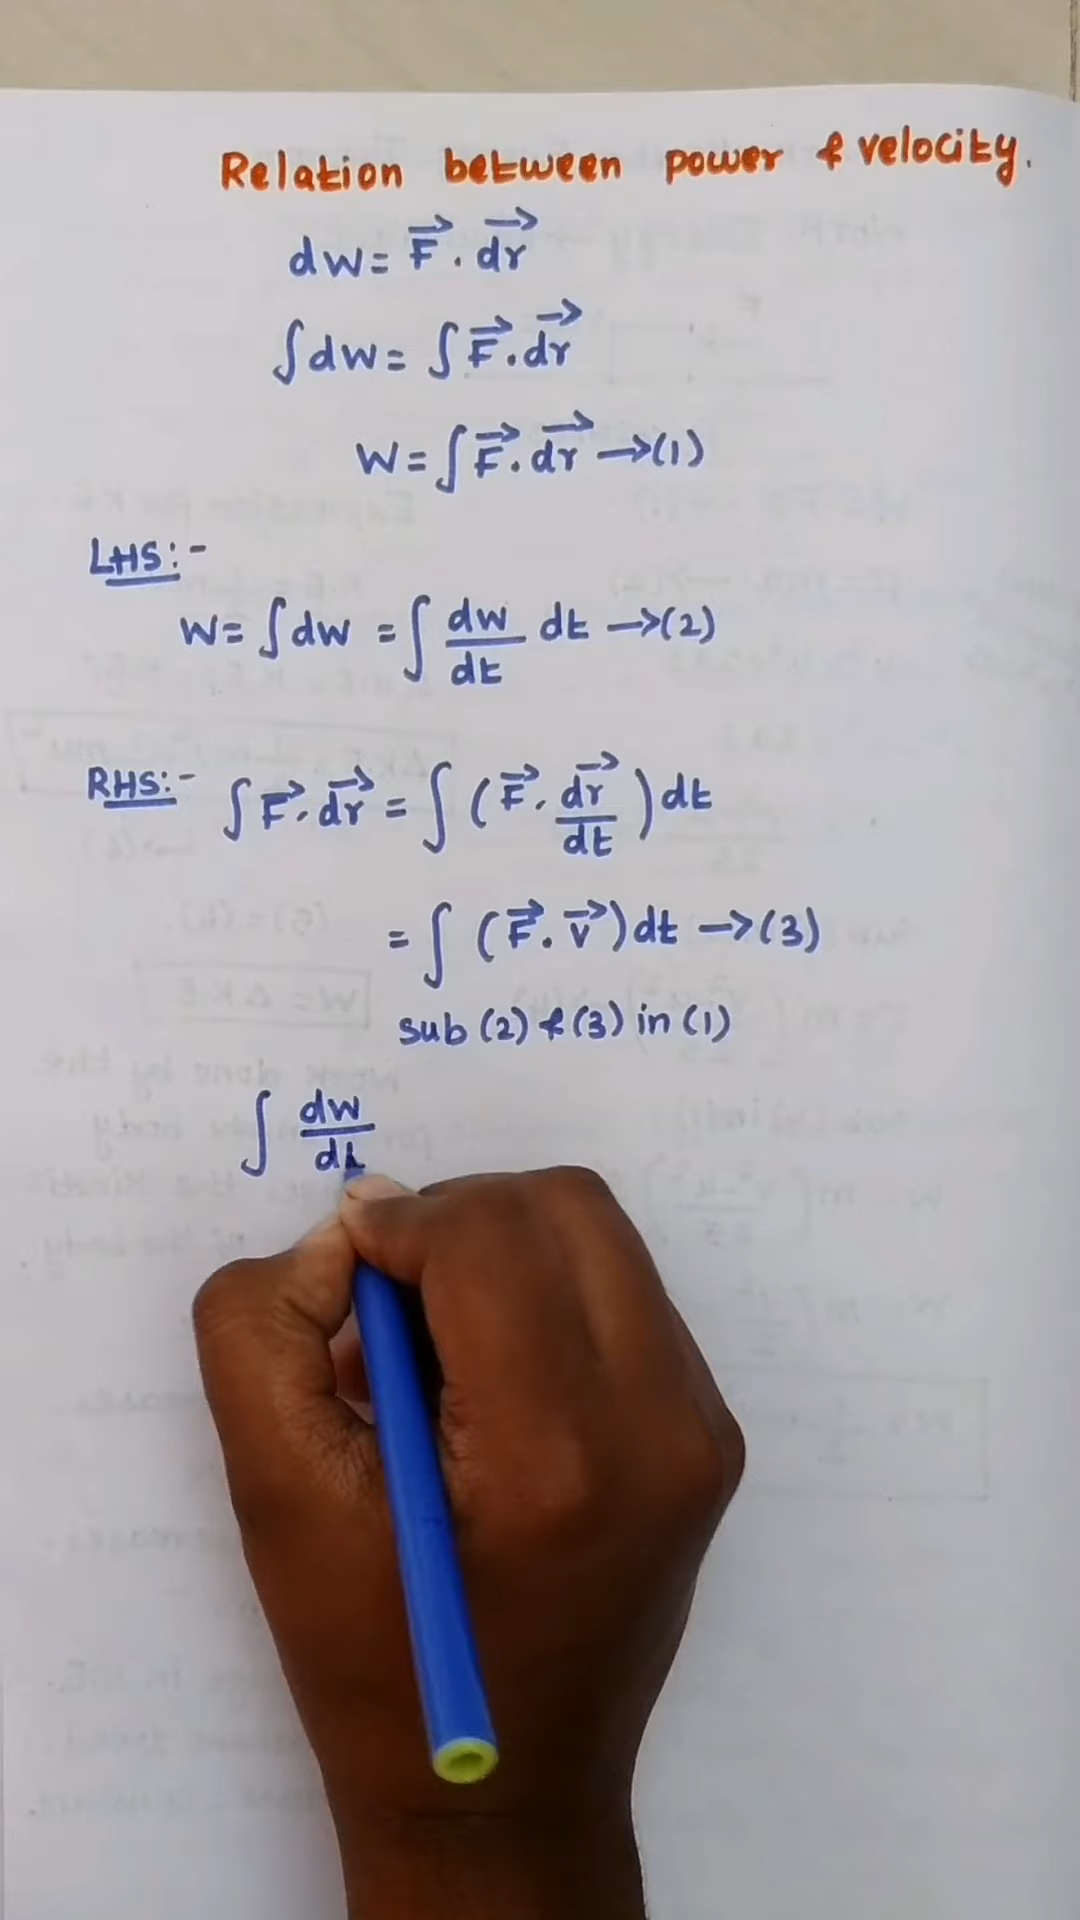 Relation between power & velocity.
dw = F⃗ . dr⃗
∫dw = ∫F⃗ . dr⃗
W = ∫F⃗ . dr⃗ →(1)
LHS:-
W = ∫dw = ∫ dw/dt dt →(2)
RHS:- ∫F⃗ . dr⃗ = ∫(F⃗ . dr⃗/dt) dt
= ∫(F⃗ . v⃗) dt →(3)
sub (2) & (3) in (1)
∫ dw/dt